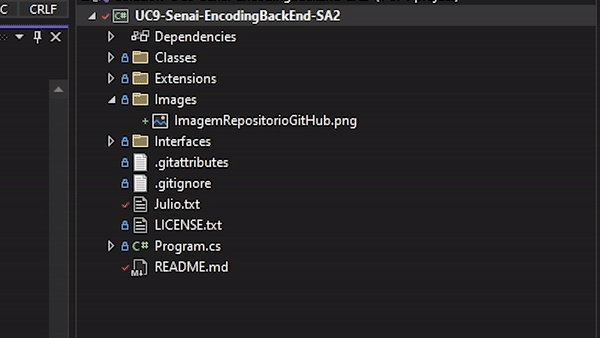 C CRLF
UC9-Senai-EncodingBackEnd-SA2
Dependencies
Classes
Extensions
Images
ImagemRepositorioGitHub.png
Interfaces
.gitattributes
.gitignore
Julio.txt
LICENSE.txt
C# Program.cs
README.md